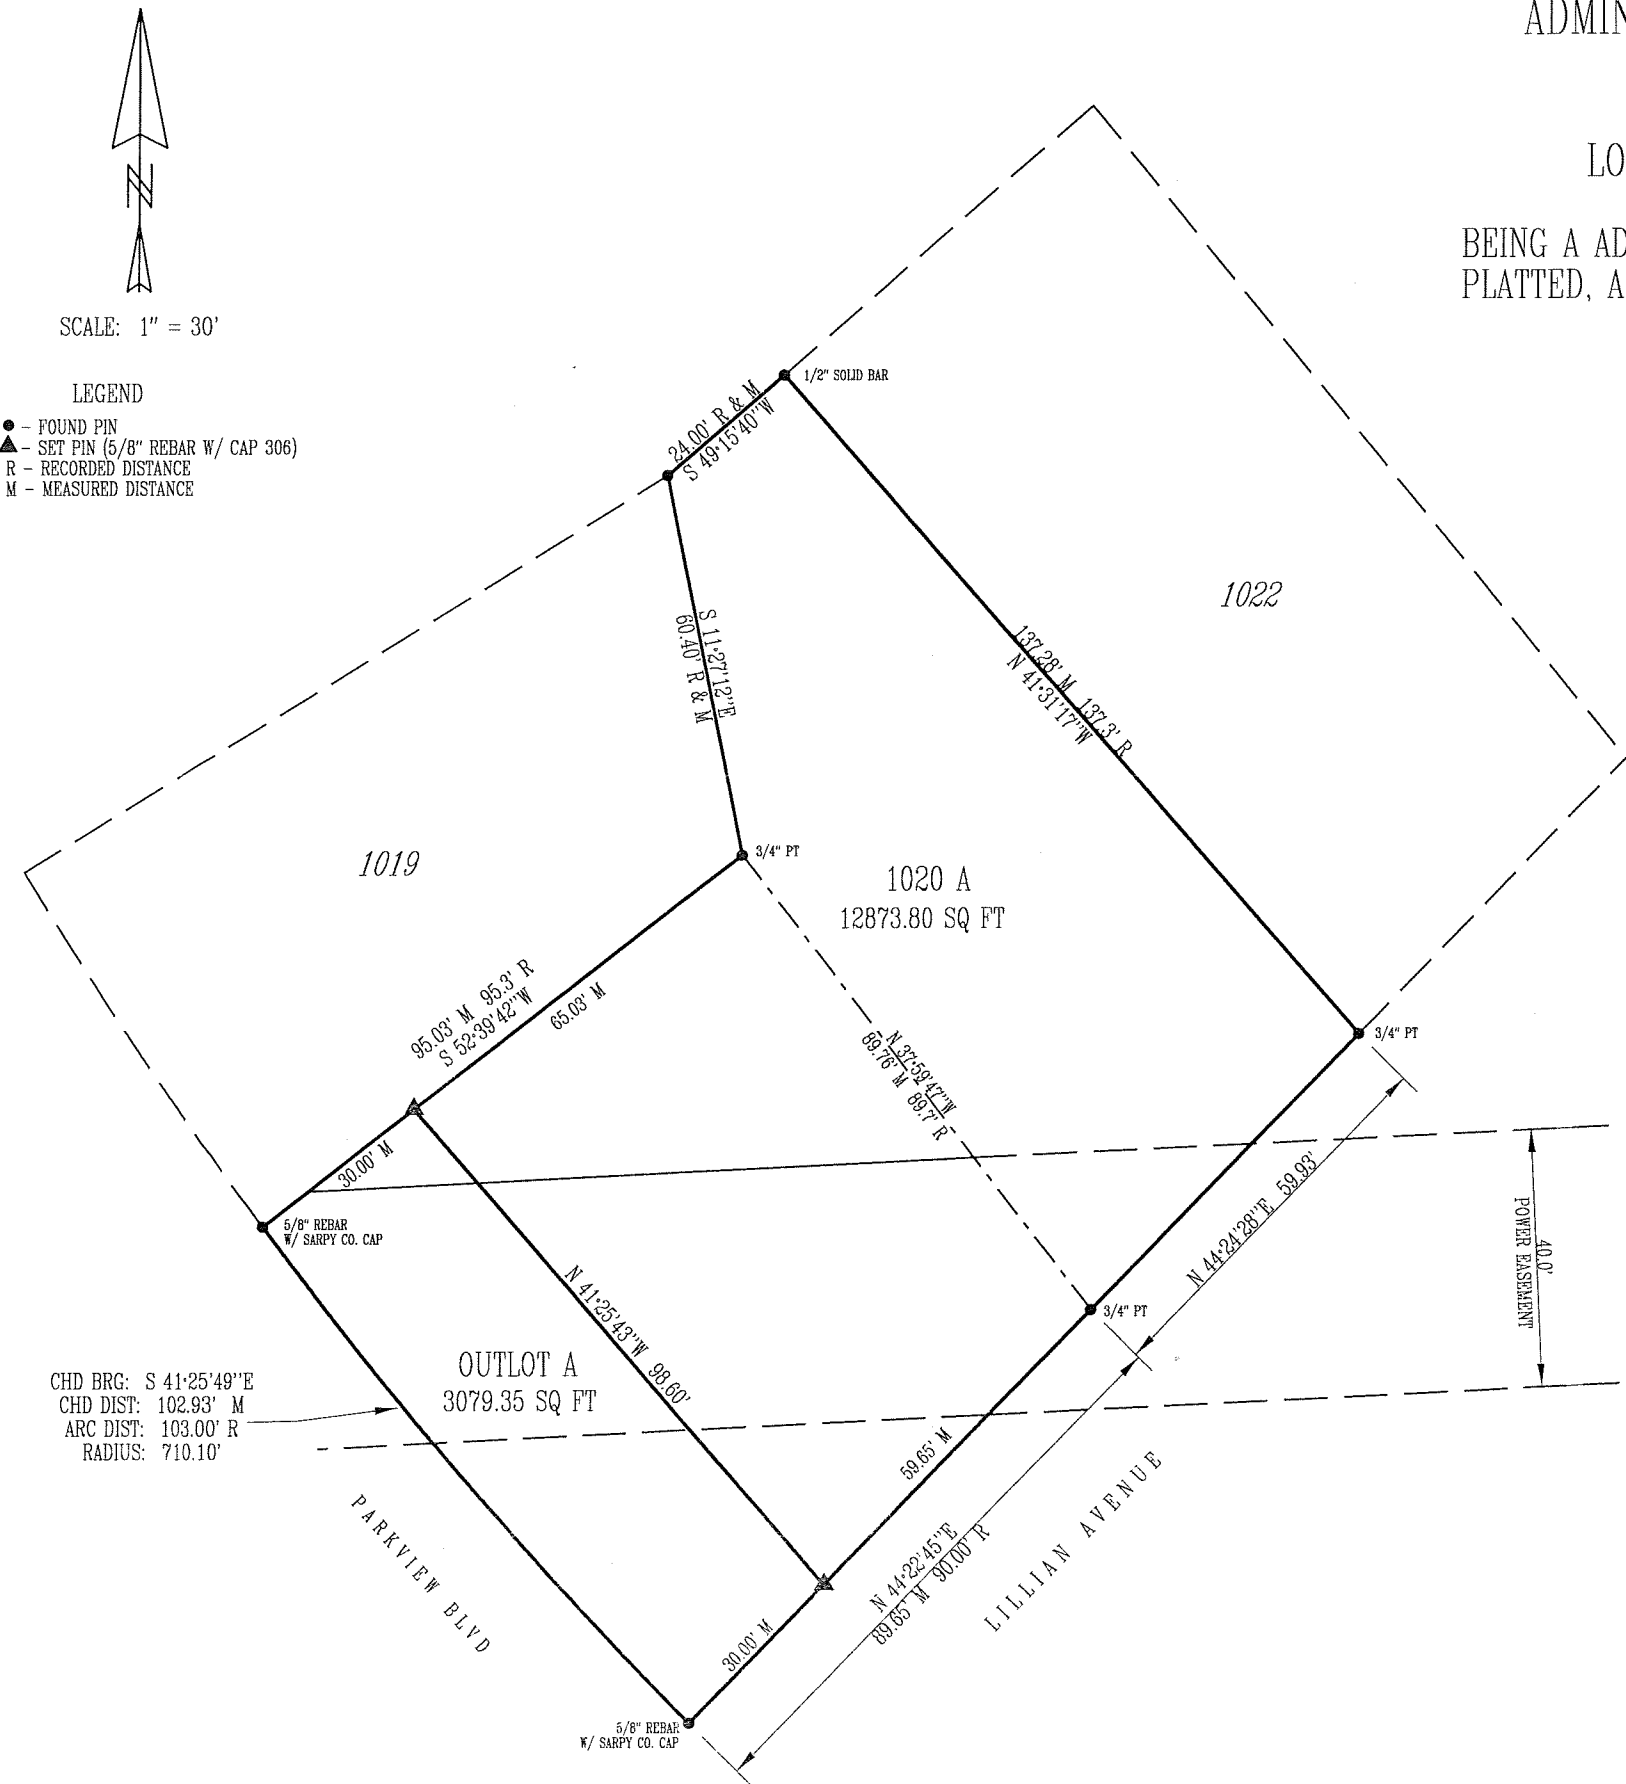 ADMIN
LO
BEING A AD
PLATTED, A
N
SCALE: 1" = 30'
LEGEND
- FOUND PIN
- SET PIN (5/8" REBAR W/ CAP 306)
R - RECORDED DISTANCE
M - MEASURED DISTANCE
1/2" SOLID BAR
24.00' R & M
S 49°15'40"W
1022
S 11°27'12"E
60.40' R & M
137.28' M 137.3' R
N 41°31'17"W
1019
3/4" PT
1020 A
12873.80 SQ FT
95.03' M 95.3' R
S 52°39'42"W
65.03' M
N 37°59'47"W
89.76' M 89.7' R
3/4" PT
30.00' M
5/8" REBAR
W/ SARPY CO. CAP
N 44°24'28"E 59.93'
40.0'
POWER EASEMENT
3/4" PT
N 41°25'43"W 98.60'
OUTLOT A
3079.35 SQ FT
CHD BRG: S 41°25'49"E
CHD DIST: 102.93' M
ARC DIST: 103.00' R
RADIUS: 710.10'
59.65' M
PARKVIEW BLVD
N 44°22'45"E
89.65' M 90.00' R
LILLIAN AVENUE
30.00' M
5/8" REBAR
W/ SARPY CO. CAP